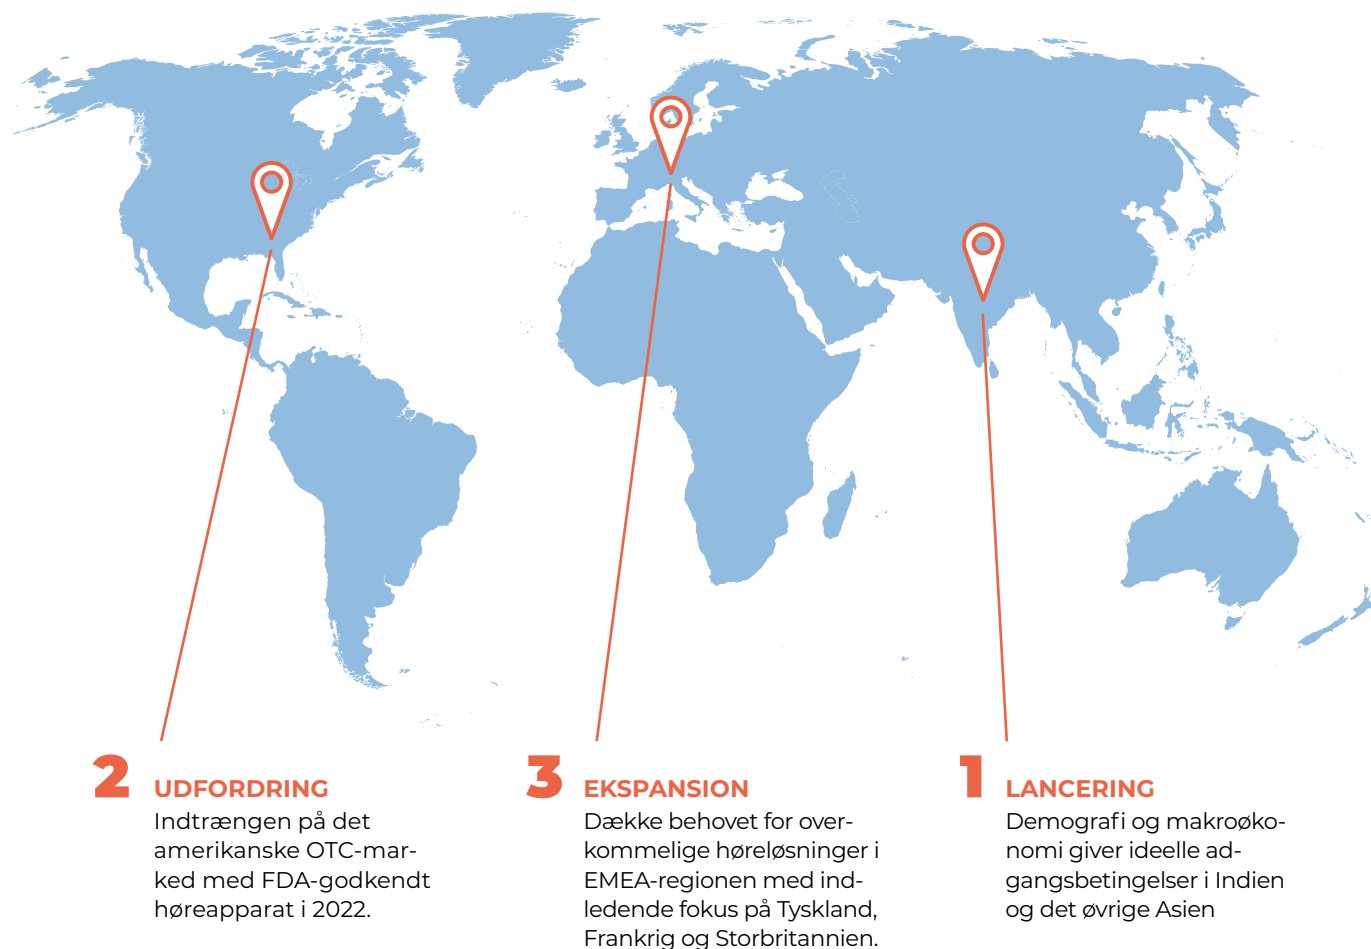 2 UDFORDRING
Indtrængen på det
amerikanske OTC-mar-
ked med FDA-godkendt
høreapparat i 2022.
3 EKSPANSION
Dække behovet for over-
kommelige høreløsninger i
EMEA-regionen med ind-
ledende fokus på Tyskland,
Frankrig og Storbritannien.
1 LANCERING
Demografi og makroøko-
nomi giver ideelle ad-
gangsbetingelser i Indien
og det øvrige Asien